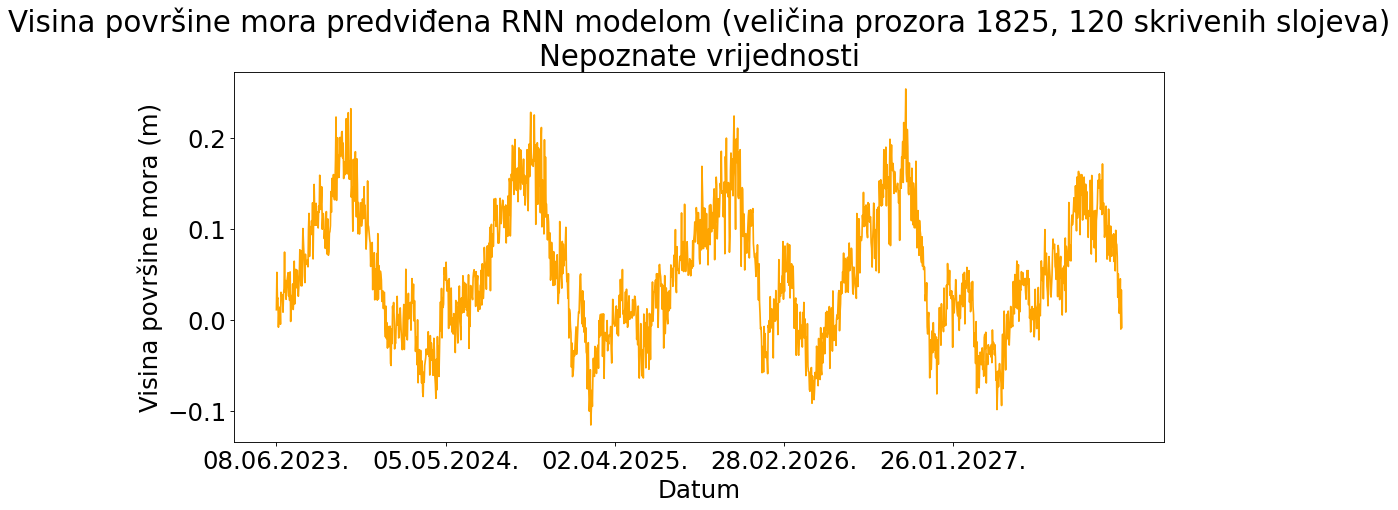 Visina površine mora predviđena RNN modelom (veličina prozora 1825, 120 skrivenih slojeva)
Nepoznate vrijednosti
Visina površine mora (m)
0.2
0.1
0.0
−0.1
08.06.2023. 05.05.2024. 02.04.2025. 28.02.2026. 26.01.2027.
Datum